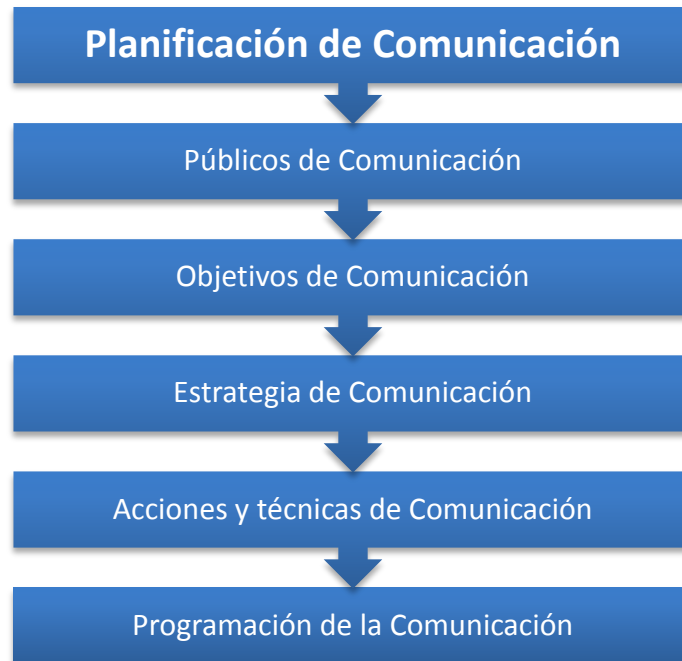 Planificación de Comunicación
Públicos de Comunicación
Objetivos de Comunicación
Estrategia de Comunicación
Acciones y técnicas de Comunicación
Programación de la Comunicación